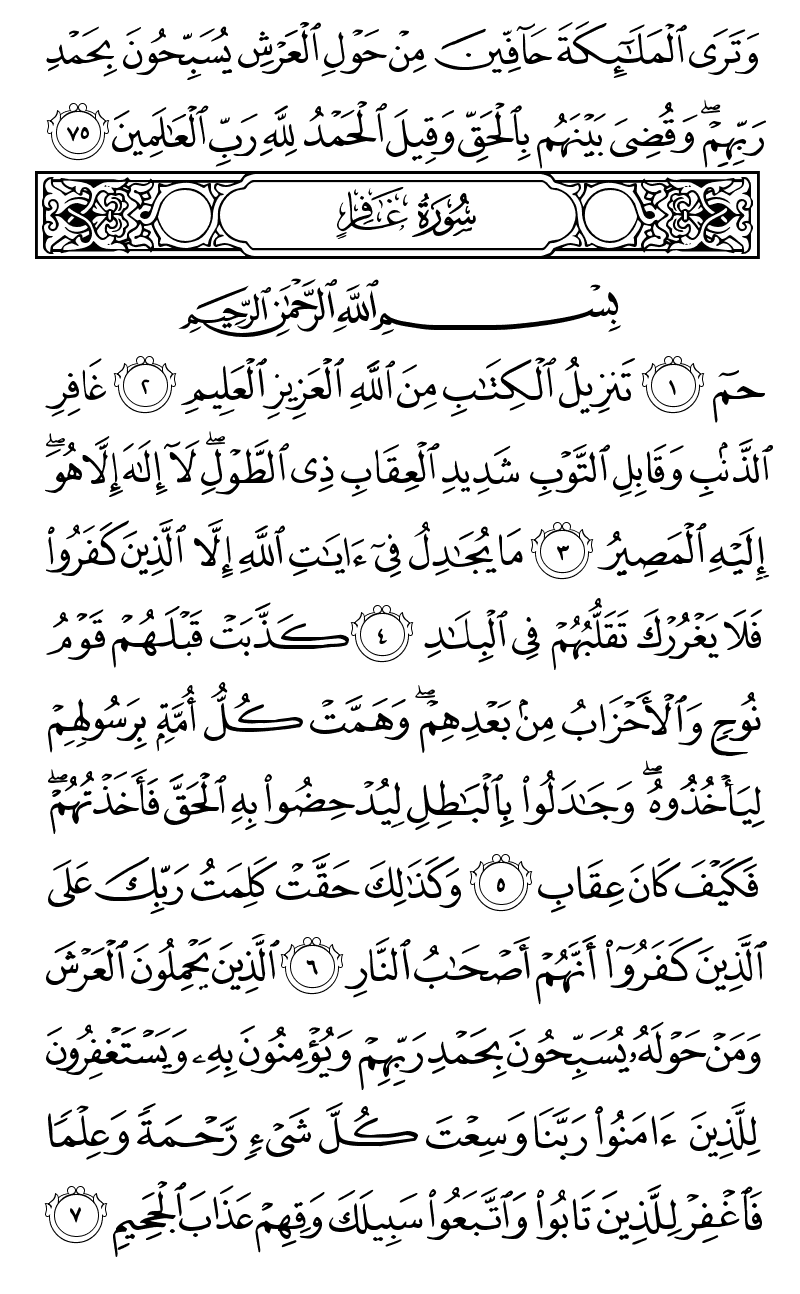 وَتَرَى ٱلْمَلَـٰٓئِكَةَ حَآفِّينَ مِنْ حَوْلِ ٱلْعَرْشِ يُسَبِّحُونَ بِحَمْدِ
رَبِّهِمْ ۖ وَقُضِىَ بَيْنَهُم بِٱلْحَقِّ وَقِيلَ ٱلْحَمْدُ لِلَّهِ رَبِّ ٱلْعَـٰلَمِينَ ٧٥
سُورَةُ غَافِرٍ
بِسْمِ ٱللَّهِ ٱلرَّحْمَـٰنِ ٱلرَّحِيمِ
حمٓ ١ تَنزِيلُ ٱلْكِتَـٰبِ مِنَ ٱللَّهِ ٱلْعَزِيزِ ٱلْعَلِيمِ ٢ غَافِرِ
ٱلذَّنۢبِ وَقَابِلِ ٱلتَّوْبِ شَدِيدِ ٱلْعِقَابِ ذِى ٱلطَّوْلِ ۖ لَآ إِلَـٰهَ إِلَّا هُوَ ۖ
إِلَيْهِ ٱلْمَصِيرُ ٣ مَا يُجَـٰدِلُ فِىٓ ءَايَـٰتِ ٱللَّهِ إِلَّا ٱلَّذِينَ كَفَرُوا۟
فَلَا يَغْرُرْكَ تَقَلُّبُهُمْ فِى ٱلْبِلَـٰدِ ٤ كَذَّبَتْ قَبْلَهُمْ قَوْمُ
نُوحٍ وَٱلْأَحْزَابُ مِنۢ بَعْدِهِمْ ۖ وَهَمَّتْ كُلُّ أُمَّةٍۭ بِرَسُولِهِمْ
لِيَأْخُذُوهُ ۖ وَجَـٰدَلُوا۟ بِٱلْبَـٰطِلِ لِيُدْحِضُوا۟ بِهِ ٱلْحَقَّ فَأَخَذْتُهُمْ ۖ
فَكَيْفَ كَانَ عِقَابِ ٥ وَكَذَٰلِكَ حَقَّتْ كَلِمَتُ رَبِّكَ عَلَى
ٱلَّذِينَ كَفَرُوٓا۟ أَنَّهُمْ أَصْحَـٰبُ ٱلنَّارِ ٦ ٱلَّذِينَ يَحْمِلُونَ ٱلْعَرْشَ
وَمَنْ حَوْلَهُۥ يُسَبِّحُونَ بِحَمْدِ رَبِّهِمْ وَيُؤْمِنُونَ بِهِۦ وَيَسْتَغْفِرُونَ
لِلَّذِينَ ءَامَنُوا۟ رَبَّنَا وَسِعْتَ كُلَّ شَىْءٍ رَّحْمَةً وَعِلْمًا
فَٱغْفِرْ لِلَّذِينَ تَابُوا۟ وَٱتَّبَعُوا۟ سَبِيلَكَ وَقِهِمْ عَذَابَ ٱلْجَحِيمِ ٧